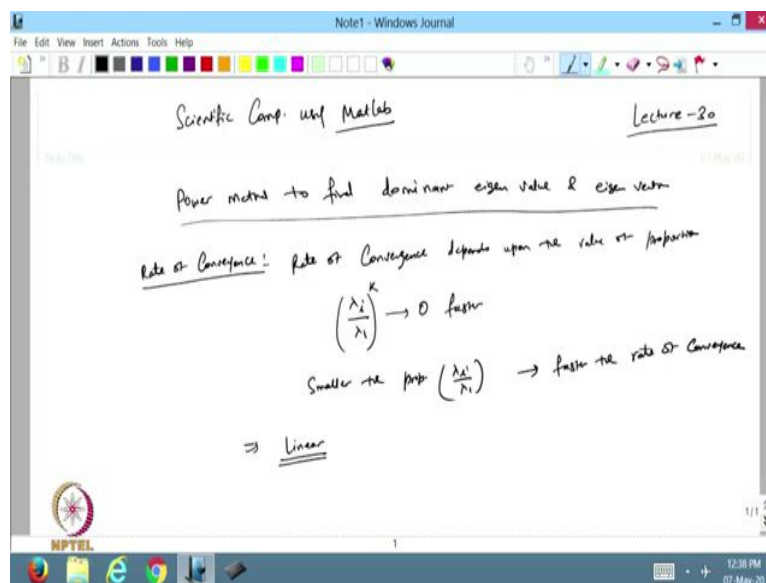 Note1 - Windows Journal
File Edit View Insert Actions Tools Help
B I
Scientific Comp. using Matlab
Lecture-30
Power method to find dominant eigen value & eigen vector
Rate of Convergence: Rate of Convergence depends upon the value of proportion
(λi/λ1)^K → 0 faster
Smaller the prop. (λi/λ1) → faster the rate of Convergence
⇒ Linear
NPTEL
1/1
1
12:38 PM
07-May-20